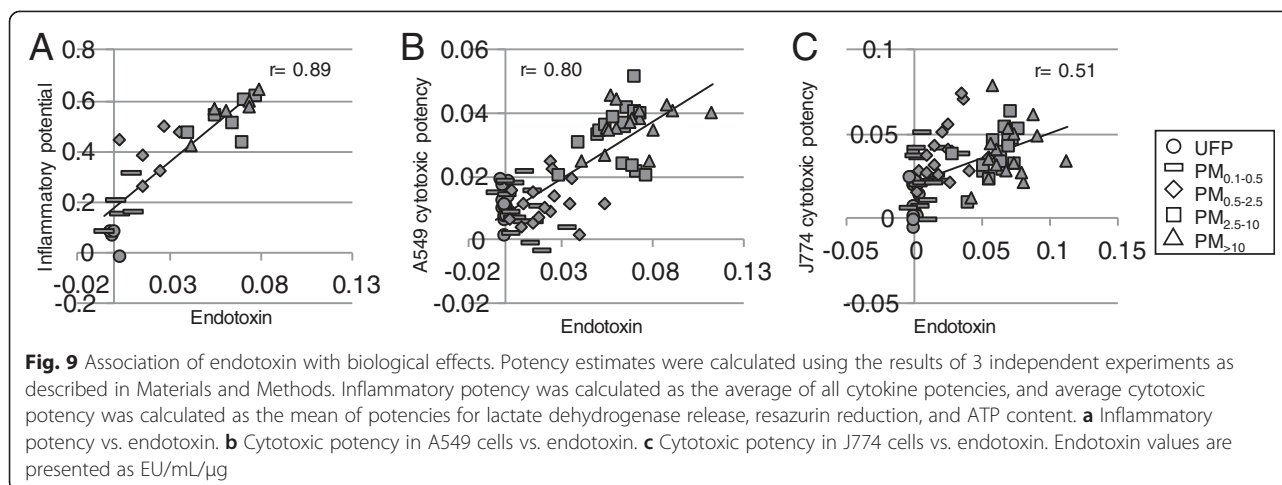 A
Inflammatory potential
0.8
0.6
0.4
0.2
0
-0.2
-0.02 0.03 0.08 0.13
Endotoxin
r= 0.89
B
A549 cytotoxic potency
0.06
0.04
0.02
0
-0.02
-0.02 0.03 0.08 0.13
Endotoxin
r= 0.80
C
J774 cytotoxic potency
0.1
0.05
0
-0.05
-0.05 0.00 0.05 0.1 0.15
Endotoxin
r= 0.51
UFP
PM0.1-0.5
PM0.5-2.5
PM2.5-10
PM>10
Fig. 9 Association of endotoxin with biological effects. Potency estimates were calculated using the results of 3 independent experiments as
described in Materials and Methods. Inflammatory potency was calculated as the average of all cytokine potencies, and average cytotoxic
potency was calculated as the mean of potencies for lactate dehydrogenase release, resazurin reduction, and ATP content. a Inflammatory
potency vs. endotoxin. b Cytotoxic potency in A549 cells vs. endotoxin. c Cytotoxic potency in J774 cells vs. endotoxin. Endotoxin values are
presented as EU/mL/μg